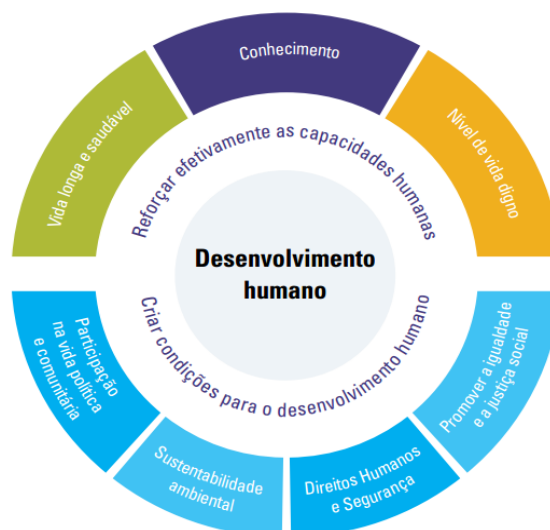 Conhecimento
Vida longa e saudável
Nível de vida digno
Reforçar efetivamente as capacidades humanas
Desenvolvimento
humano
Criar condições para o desenvolvimento humano
Participação
na vida política
e comunitária
Sustentabilidade
ambiental
Direitos Humanos
e Segurança
Promover a igualdade
e a justiça social